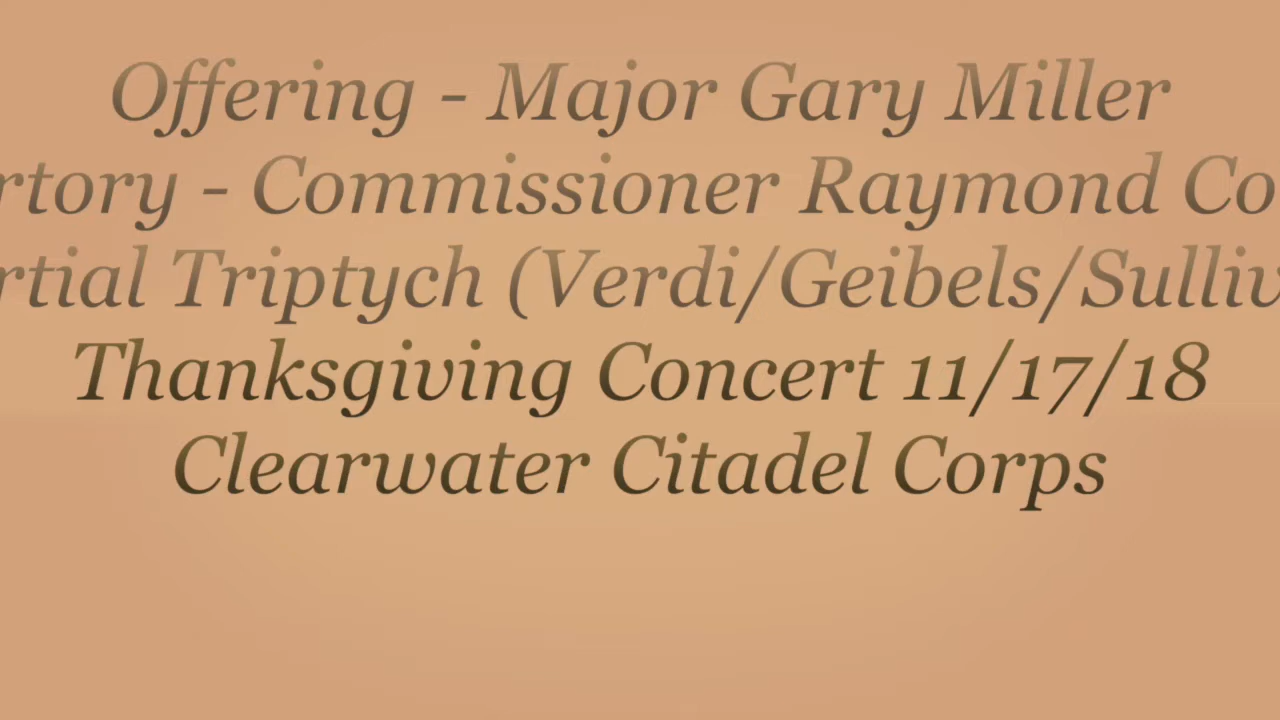 Offering - Major Gary Miller
rtory - Commissioner Raymond Co
rtial Triptych (Verdi/Geibels/Sulliv
Thanksgiving Concert 11/17/18
Clearwater Citadel Corps